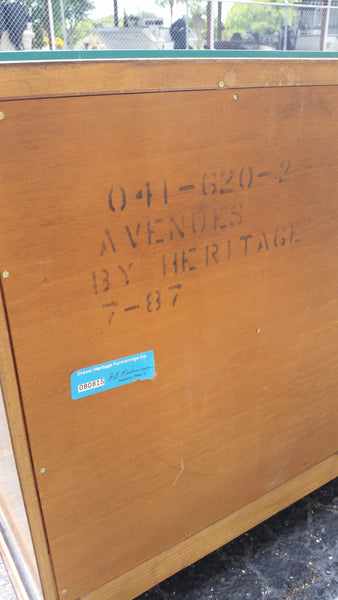 041-620-2
AVENUES
BY HERITAGE
7-87
Drexel Heritage Furnishings Inc.
080815